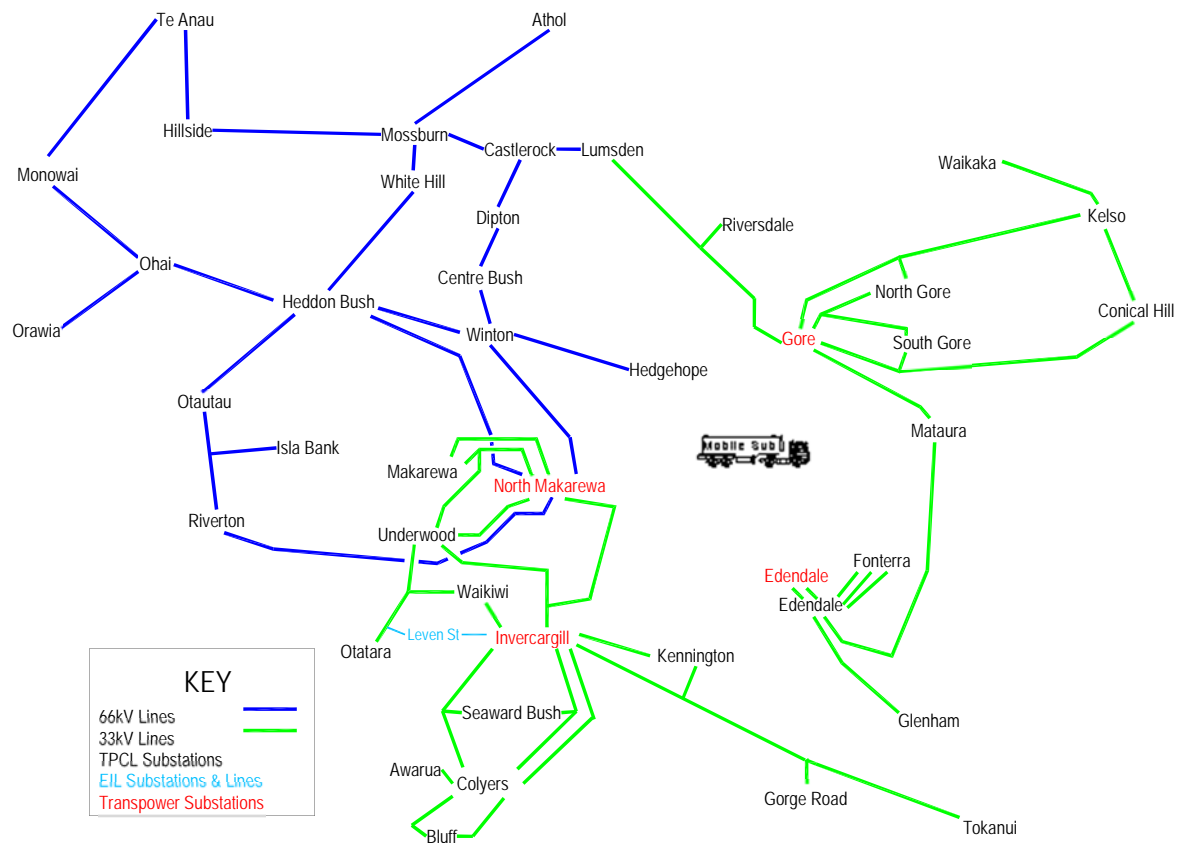 Te Anau
Athol
Hillside
Mossburn
Castlerock
Lumsden
Waikaka
Monowai
White Hill
Kelso
Dipton
Riversdale
Ohai
Centre Bush
North Gore
Heddon Bush
Conical Hill
Orawia
Winton
Gore
South Gore
Hedgehope
Otautau
Mataura
Isla Bank
Mobile Sub
Makarewa
North Makarewa
Riverton
Underwood
Fonterra
Edendale
Waikiwi
Edendale
Leven St
Invercargill
Otatara
Kennington
KEY
66kV Lines
33kV Lines
TPCL Substations
EIL Substations & Lines
Transpower Substations
Seaward Bush
Glenham
Awarua
Colyers
Gorge Road
Bluff
Tokanui